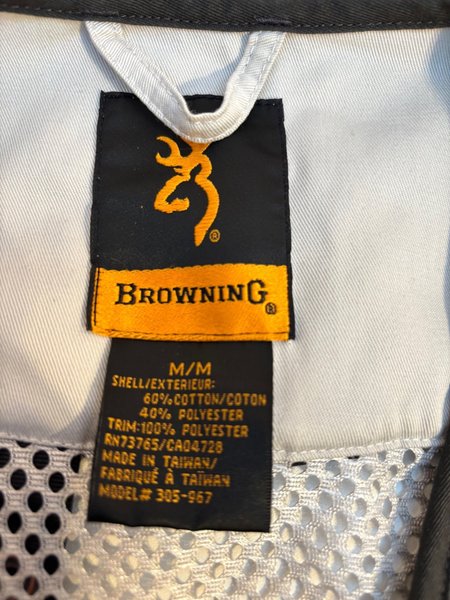 ®
BROWNING®
M/M
SHELL/EXTERIEUR:
60% COTTON/COTON
40% POLYESTER
TRIM:100% POLYESTER
RN73765/CA04728
MADE IN TAIWAN/
FABRIQUÉ À TAIWAN
MODEL# 305-967